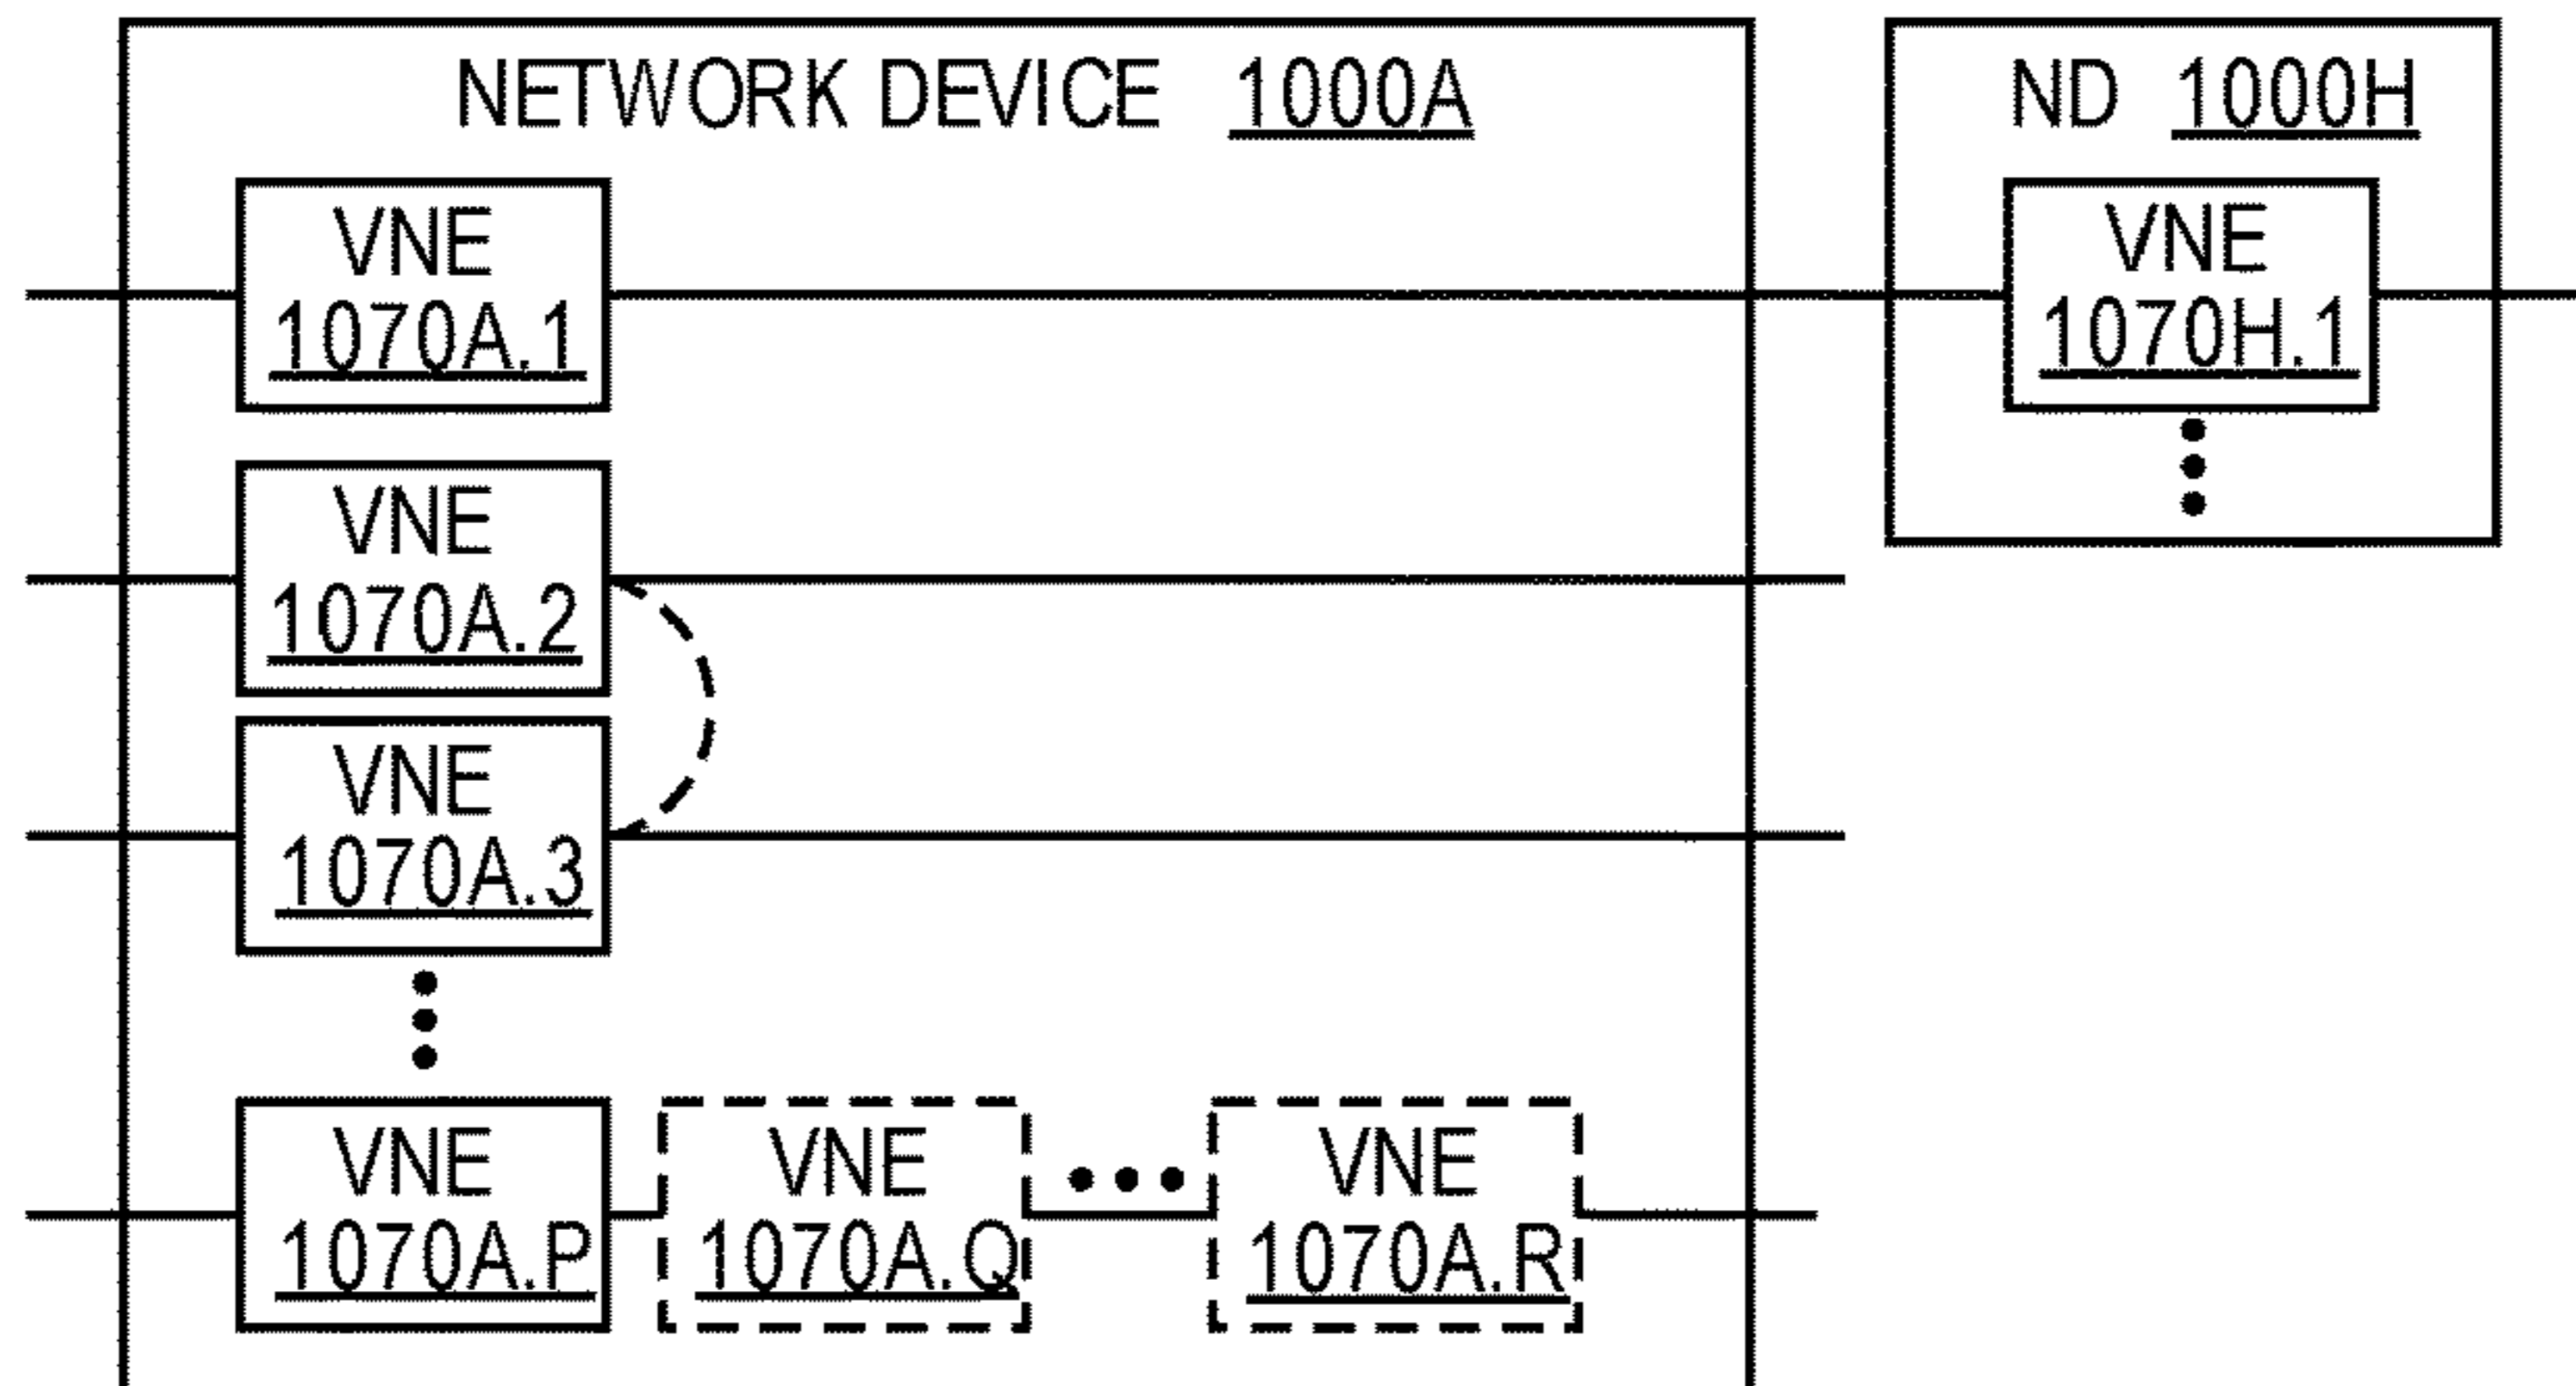 NETWORK DEVICE 1000A
ND 1000H
VNE
1070A.1
VNE
1070H.1
VNE
1070A.2
VNE
1070A.3
VNE
1070A.P
VNE
1070A.Q
VNE
1070A.R